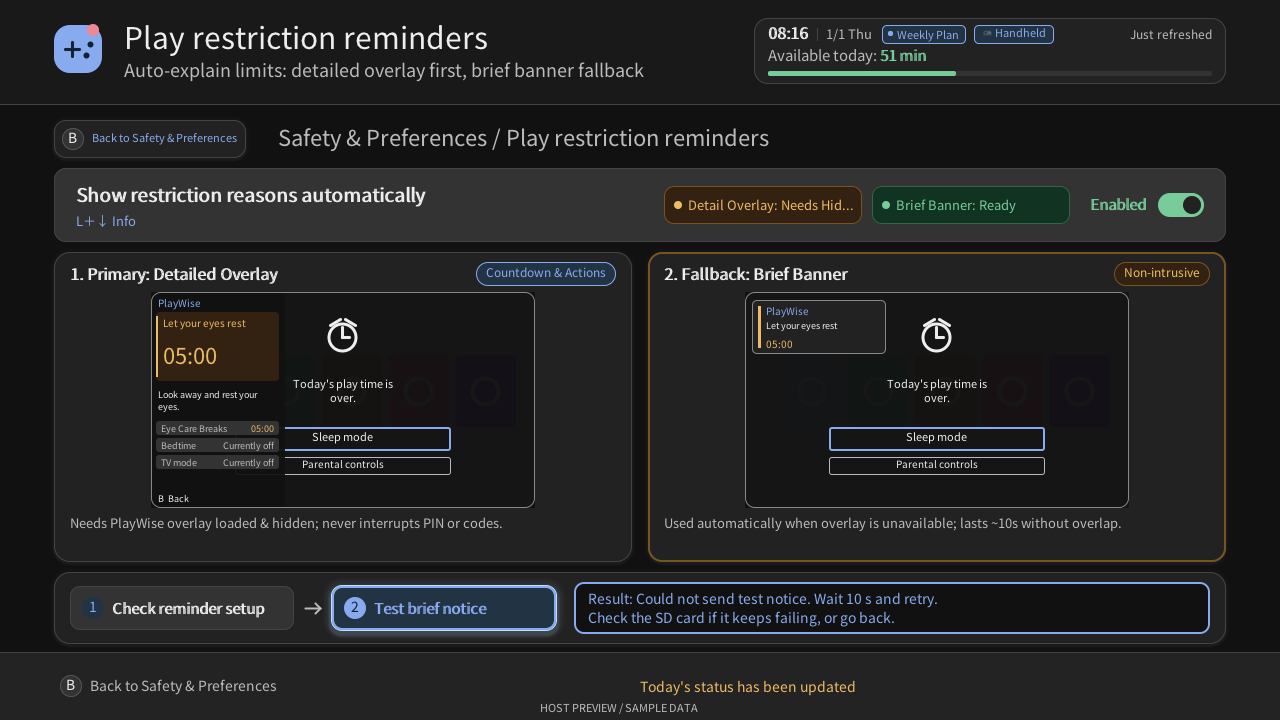 Play restriction reminders
Auto-explain limits: detailed overlay first, brief banner fallback
08:16 1/1 Thu Weekly Plan Handheld Just refreshed
Available today: 51 min
B Back to Safety & Preferences
Safety & Preferences / Play restriction reminders
Show restriction reasons automatically
L+↓ Info
Detail Overlay: Needs Hid...
Brief Banner: Ready
Enabled
1. Primary: Detailed Overlay
Countdown & Actions
PlayWise
Let your eyes rest
05:00
Look away and rest your
eyes.
Eye Care Breaks 05:00
Bedtime Currently off
TV mode Currently off
B Back
Today's play time is
over.
Sleep mode
Parental controls
Needs PlayWise overlay loaded & hidden; never interrupts PIN or codes.
2. Fallback: Brief Banner
Non-intrusive
PlayWise
Let your eyes rest
05:00
Today's play time is
over.
Sleep mode
Parental controls
Used automatically when overlay is unavailable; lasts ~10s without overlap.
1 Check reminder setup
→
2 Test brief notice
Result: Could not send test notice. Wait 10 s and retry.
Check the SD card if it keeps failing, or go back.
B Back to Safety & Preferences
Today's status has been updated
HOST PREVIEW / SAMPLE DATA